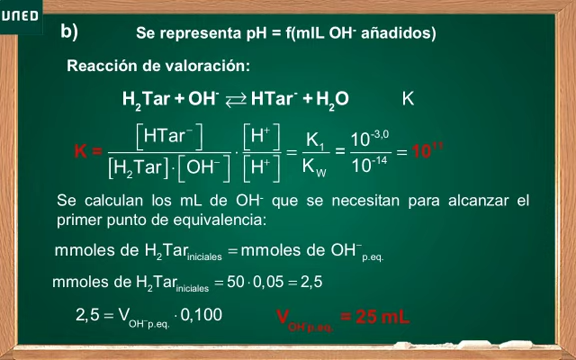 UNED
b) Se representa pH = f(mlL OH⁻ añadidos)
Reacción de valoración:
H₂Tar + OH⁻ ⇄ HTar⁻ + H₂O K
K = [HTar⁻] / ([H₂Tar]·[OH⁻]) · [H⁺] / [H⁺] = K₁ / K_W = 10⁻³,⁰ / 10⁻¹⁴ = 10¹¹
Se calculan los mL de OH⁻ que se necesitan para alcanzar el
primer punto de equivalencia:
mmoles de H₂Tar iniciales = mmoles de OH⁻ p.eq.
mmoles de H₂Tar iniciales = 50·0,05 = 2,5
2,5 = V OH⁻p.eq. ·0,100 V OH⁻p.eq. = 25 mL